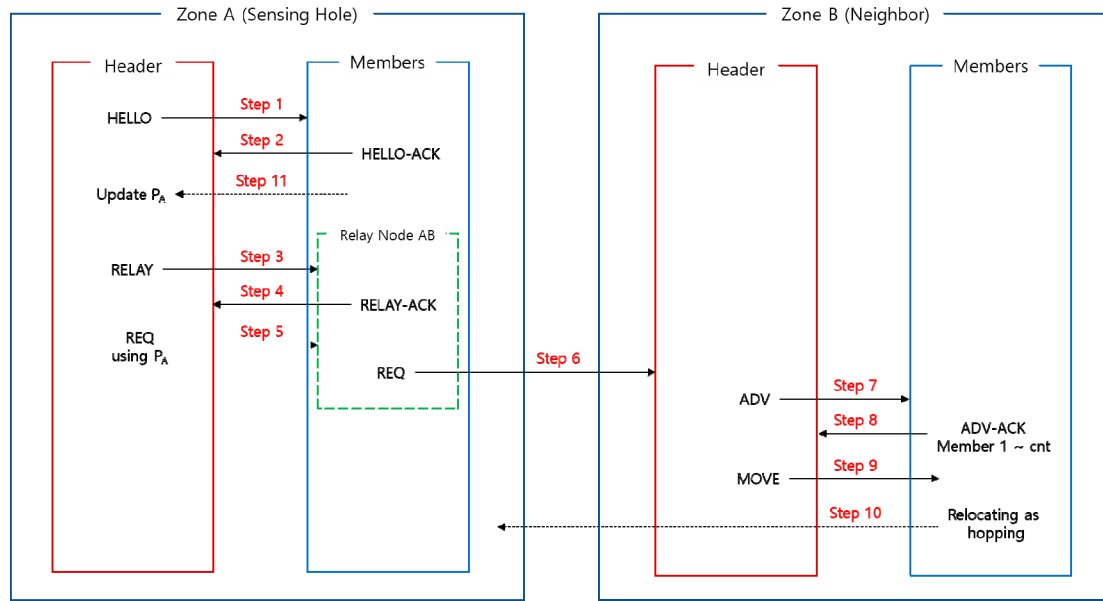 Zone A (Sensing Hole)
Header
Members
HELLO
Step 1
Step 2
HELLO-ACK
Step 11
Update PA
Relay Node AB
RELAY
Step 3
Step 4
RELAY-ACK
REQ
using PA
Step 5
REQ
Step 6
Zone B (Neighbor)
Header
Members
ADV
Step 7
Step 8
ADV-ACK
Member 1 ~ cnt
MOVE
Step 9
Step 10
Relocating as
hopping